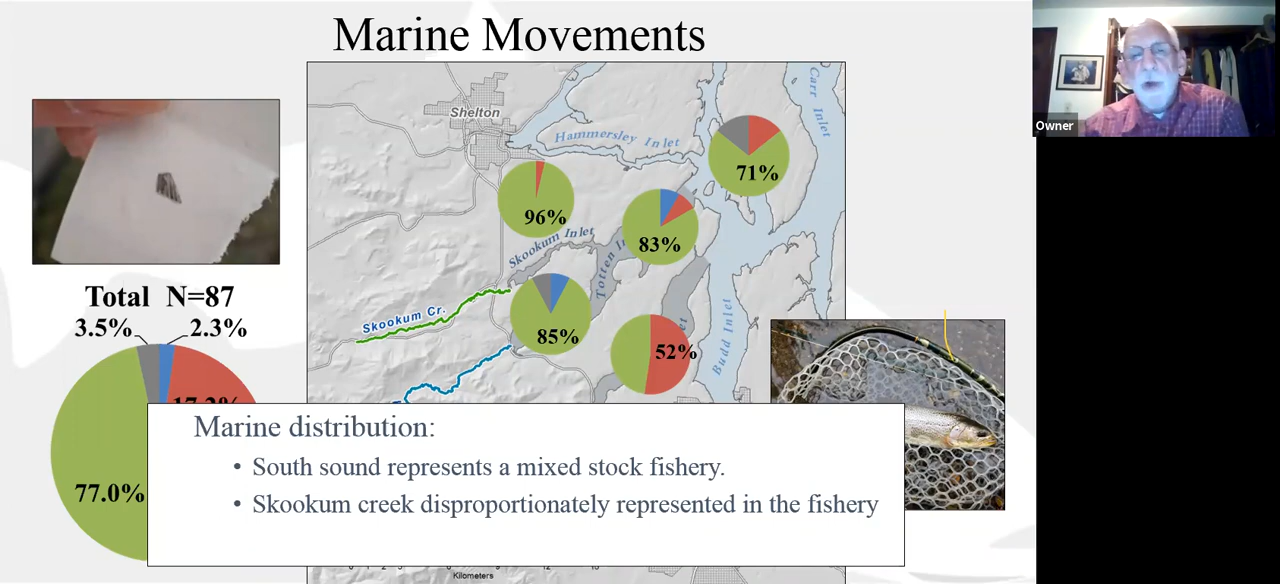 Marine Movements
Owner
Shelton
Hammersley Inlet
Carr Inlet
71%
96%
83%
Skookum Inlet
Totten
Total N=87
3.5%
2.3%
Skookum Cr.
85%
52%
Budd Inlet
77.0%
Marine distribution:
• South sound represents a mixed stock fishery.
• Skookum creek disproportionately represented in the fishery
Kilometers